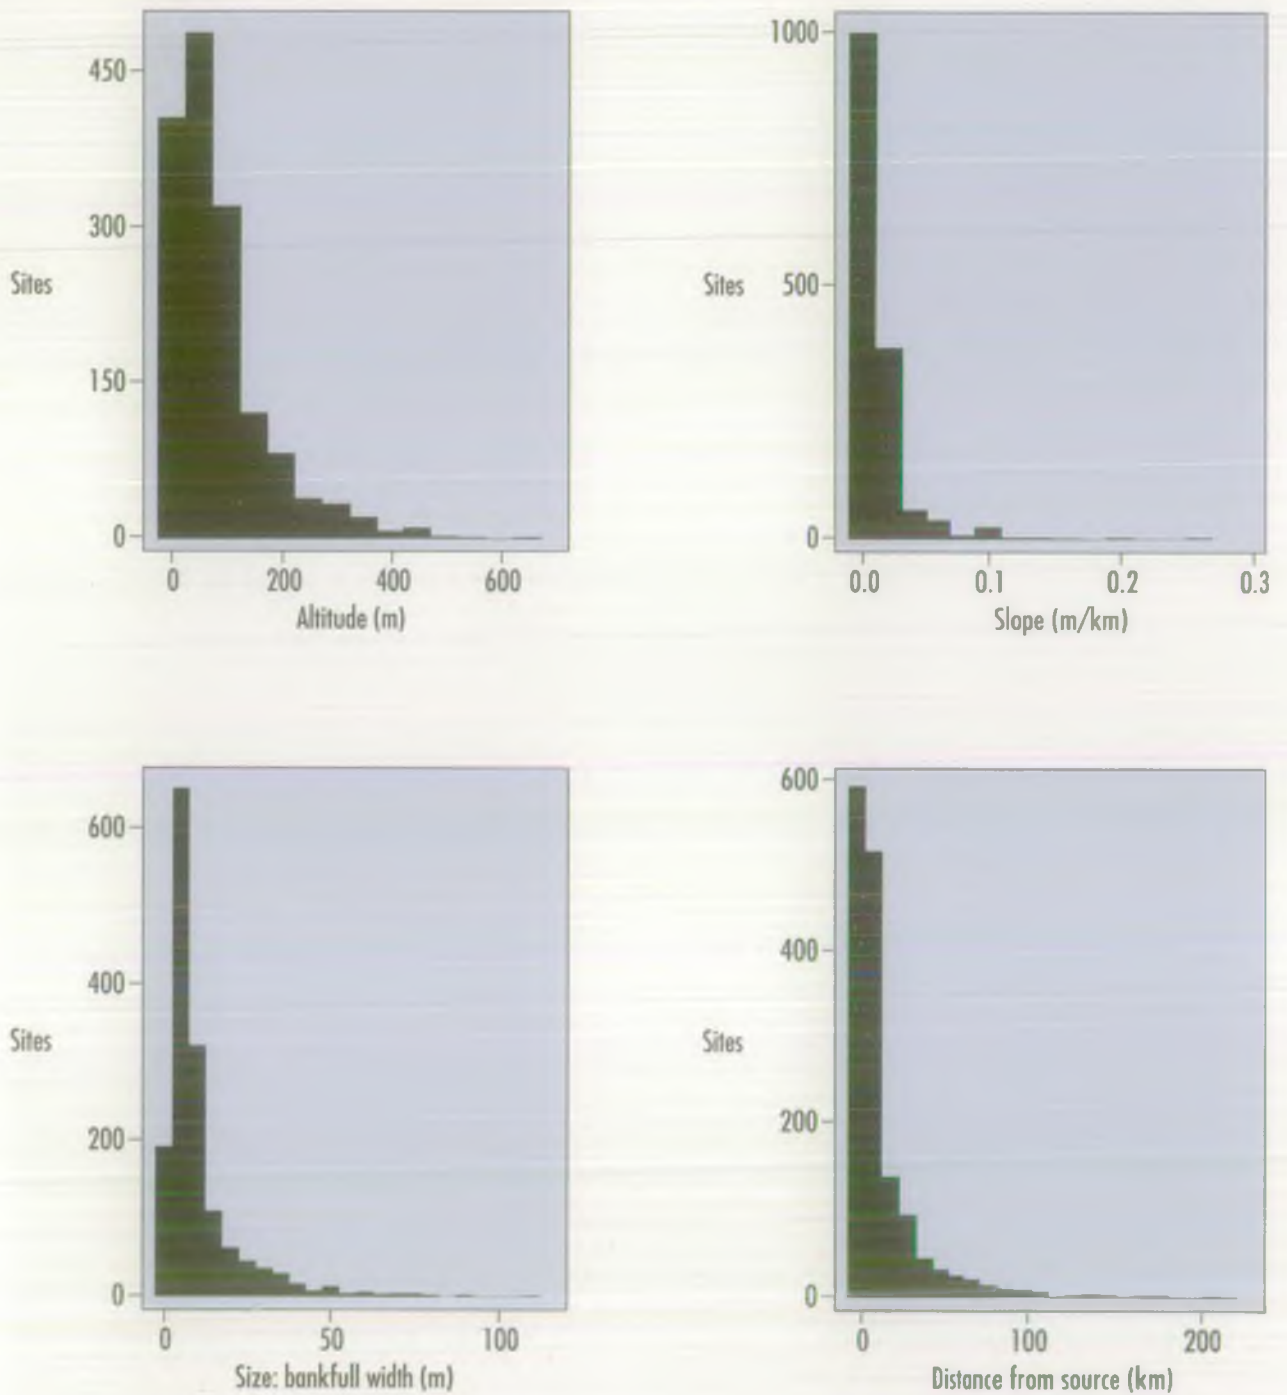 450
300
Sites
150
0
0 200 400 600
Altitude (m)
1000
Sites 500
0
0.0 0.1 0.2 0.3
Slope (m/km)
600
400
Sites
200
0
0 50 100
Size: bankfull width (m)
600
400
Sites
200
0
0 100 200
Distance from source (km)